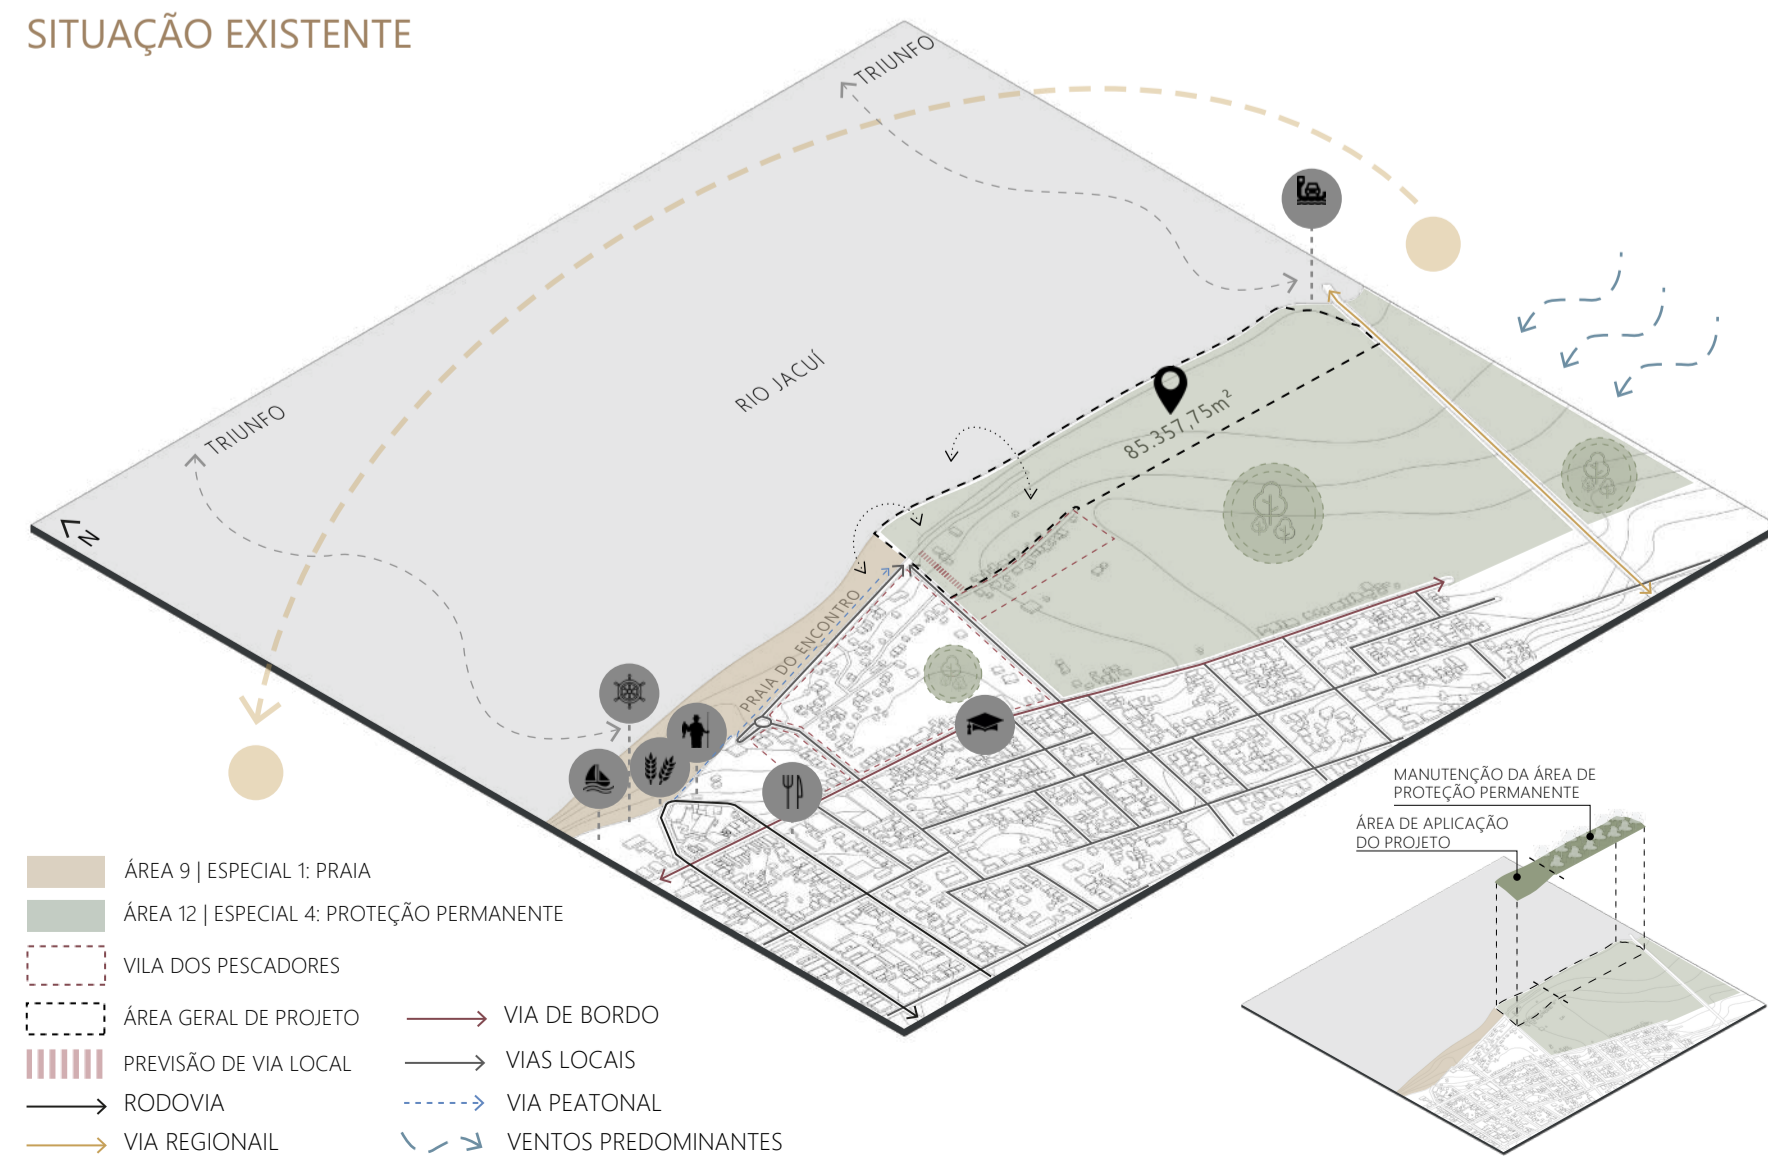 SITUAÇÃO EXISTENTE
TRIUNFO
RIO JACUÍ
TRIUNFO
85.357,75m²
N
PRAIA DO ENCONTRO
MANUTENÇÃO DA ÁREA DE
PROTEÇÃO PERMANENTE
ÁREA DE APLICAÇÃO
DO PROJETO
ÁREA 9 | ESPECIAL 1: PRAIA
ÁREA 12 | ESPECIAL 4: PROTEÇÃO PERMANENTE
VILA DOS PESCADORES
ÁREA GERAL DE PROJETO
PREVISÃO DE VIA LOCAL
RODOVIA
VIA REGIONAIL
VIA DE BORDO
VIAS LOCAIS
VIA PEATONAL
VENTOS PREDOMINANTES